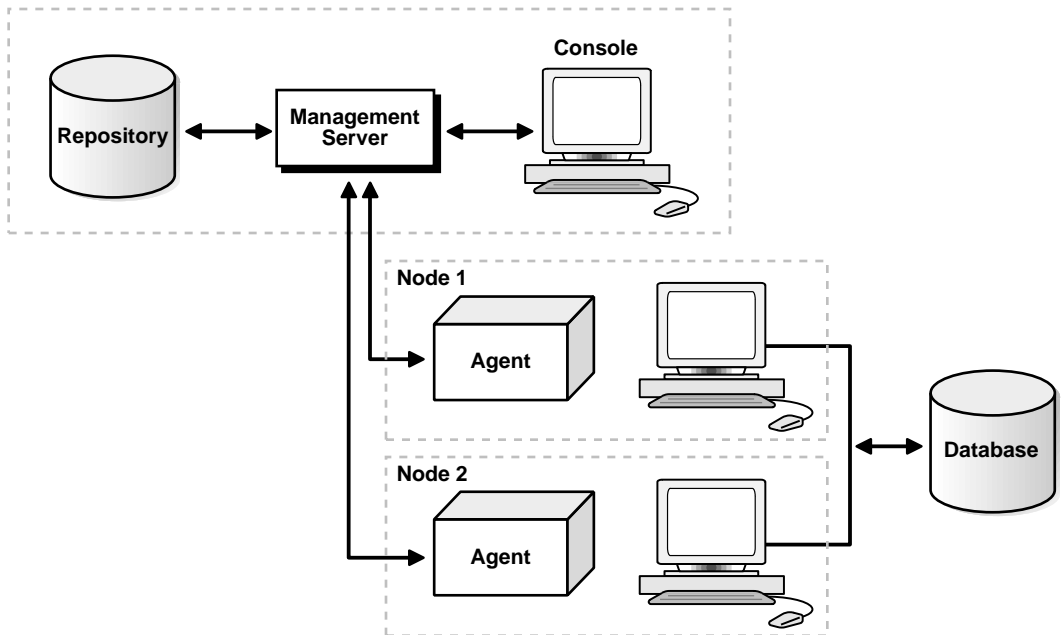 Console
Repository
Management
Server
Node 1
Agent
Database
Node 2
Agent